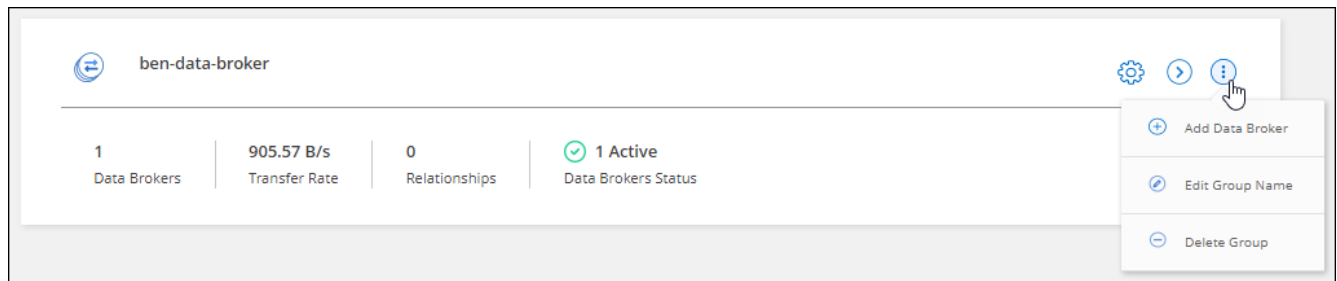 ben-data-broker
1
Data Brokers
905.57 B/s
Transfer Rate
0
Relationships
1 Active
Data Brokers Status
Add Data Broker
Edit Group Name
Delete Group